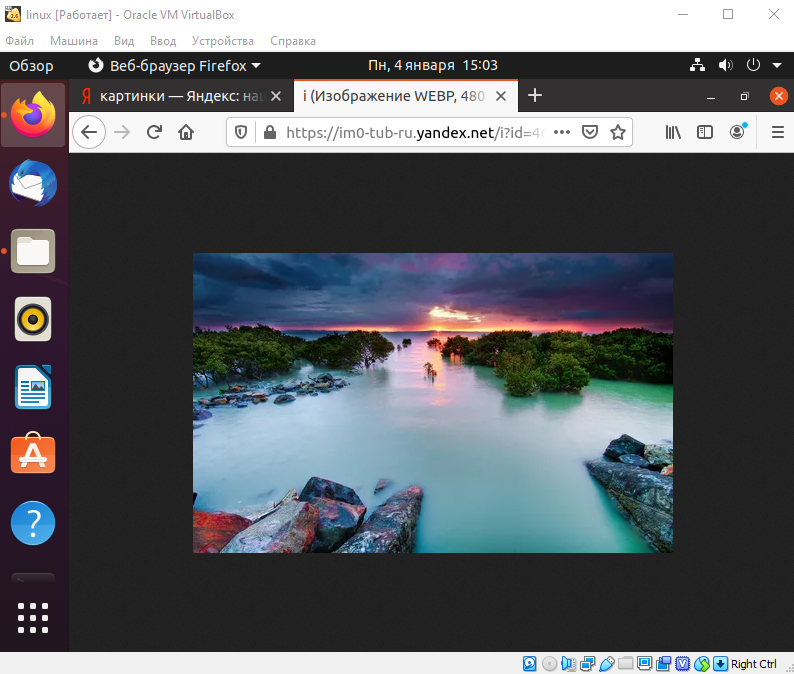 linux [Работает] - Oracle VM VirtualBox
Файл Машина Вид Ввод Устройства Справка
Обзор Веб-браузер Firefox Пн, 4 января 15:03
Я картинки — Яндекс: на i (Изображение WEBP, 480
https://im0-tub-ru.yandex.net/i?id=4
Right Ctrl